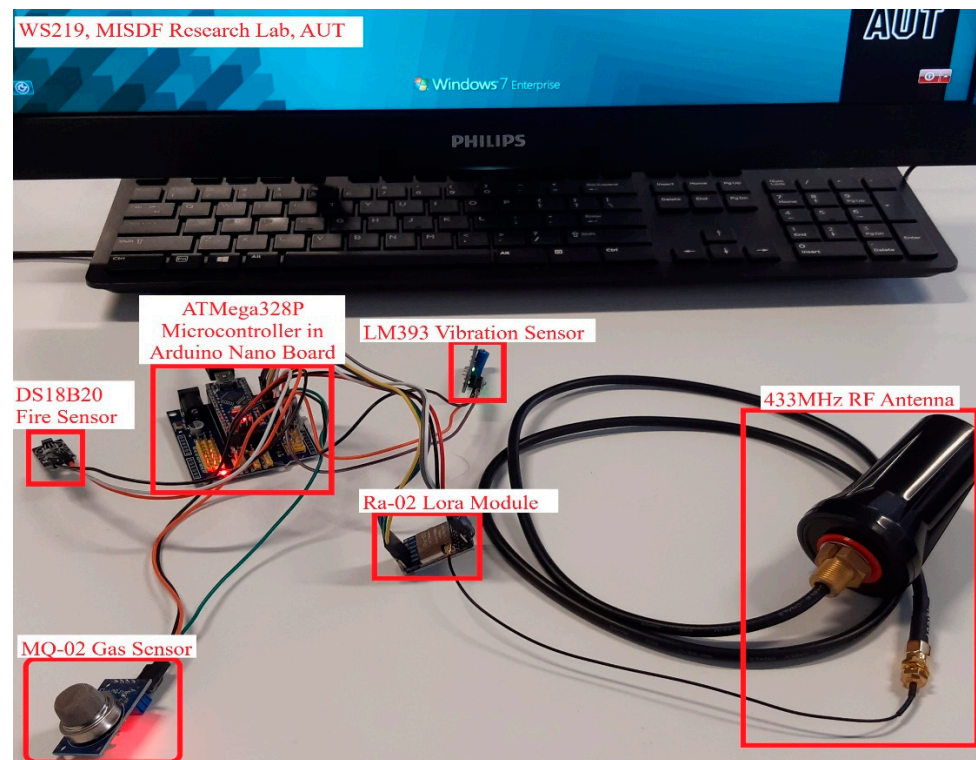 WS219, MISDF Research Lab, AUT
AUT
Windows 7 Enterprise
PHILIPS
ATMega328P
Microcontroller in
Arduino Nano Board
LM393 Vibration Sensor
DS18B20
Fire Sensor
433MHz RF Antenna
Ra-02 Lora Module
MQ-02 Gas Sensor